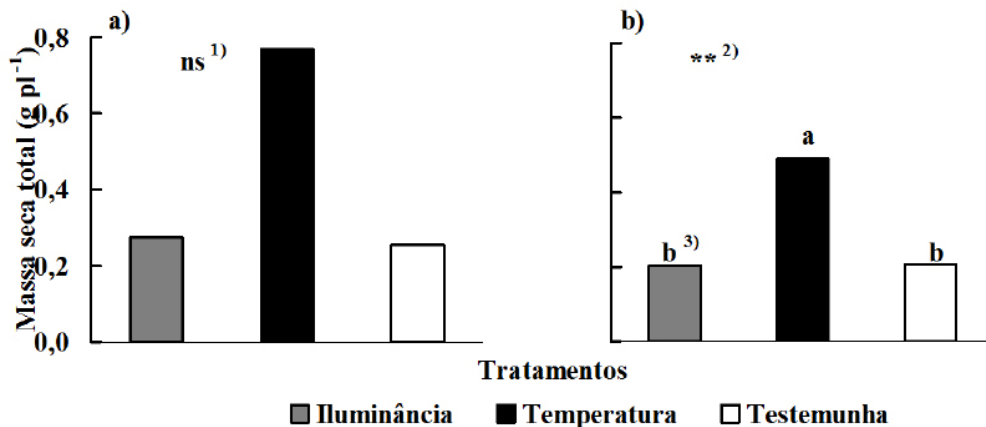 a)
b)
Massa seca total (g pl⁻¹)
0,8
0,6
0,4
0,2
0,0
ns ¹⁾
** ²⁾
b ³⁾
a
b
Tratamentos
Iluminância Temperatura Testemunha